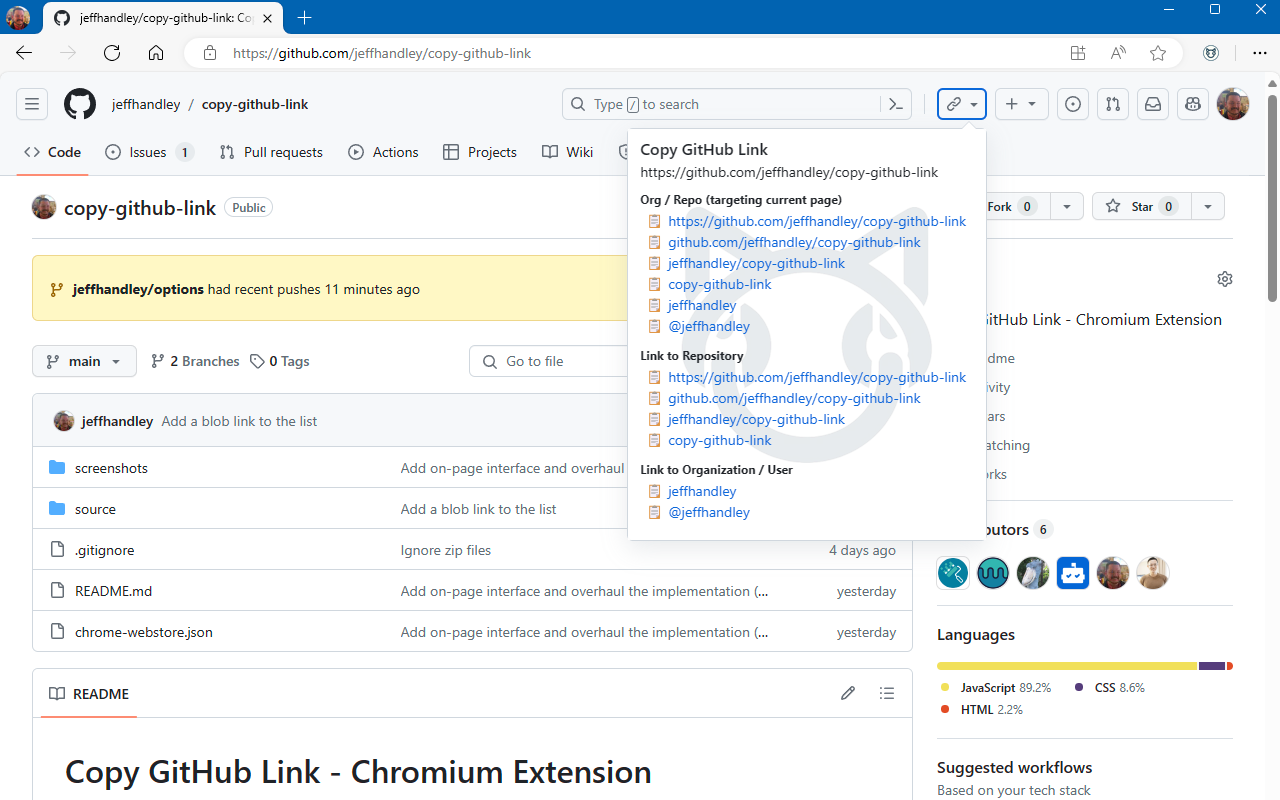 jeffhandley/copy-github-link: Co
https://github.com/jeffhandley/copy-github-link
jeffhandley / copy-github-link
Type / to search
Code
Issues 1
Pull requests
Actions
Projects
Wiki
Copy GitHub Link
https://github.com/jeffhandley/copy-github-link
Org / Repo (targeting current page)
https://github.com/jeffhandley/copy-github-link
github.com/jeffhandley/copy-github-link
jeffhandley/copy-github-link
copy-github-link
jeffhandley
@jeffhandley
Link to Repository
https://github.com/jeffhandley/copy-github-link
github.com/jeffhandley/copy-github-link
jeffhandley/copy-github-link
copy-github-link
Link to Organization / User
jeffhandley
@jeffhandley
copy-github-link Public
Fork 0
Star 0
jeffhandley/options had recent pushes 11 minutes ago
main
2 Branches
0 Tags
Go to file
jeffhandley Add a blob link to the list
screenshots Add on-page interface and overhaul
source Add a blob link to the list
.gitignore Ignore zip files 4 days ago
README.md Add on-page interface and overhaul the implementation (... yesterday
chrome-webstore.json Add on-page interface and overhaul the implementation (... yesterday
README
Copy GitHub Link - Chromium Extension
GitHub Link - Chromium Extension
6
Languages
JavaScript 89.2%
CSS 8.6%
HTML 2.2%
Suggested workflows
Based on your tech stack